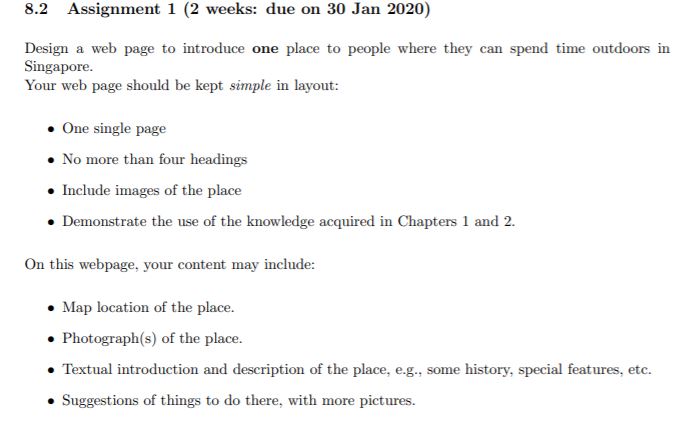 8.2 Assignment 1 (2 weeks: due on 30 Jan 2020)
Design a web page to introduce one place to people where they can spend time outdoors in
Singapore.
Your web page should be kept simple in layout:
• One single page
• No more than four headings
• Include images of the place
• Demonstrate the use of the knowledge acquired in Chapters 1 and 2.
On this webpage, your content may include:
• Map location of the place.
• Photograph(s) of the place.
• Textual introduction and description of the place, e.g., some history, special features, etc.
• Suggestions of things to do there, with more pictures.